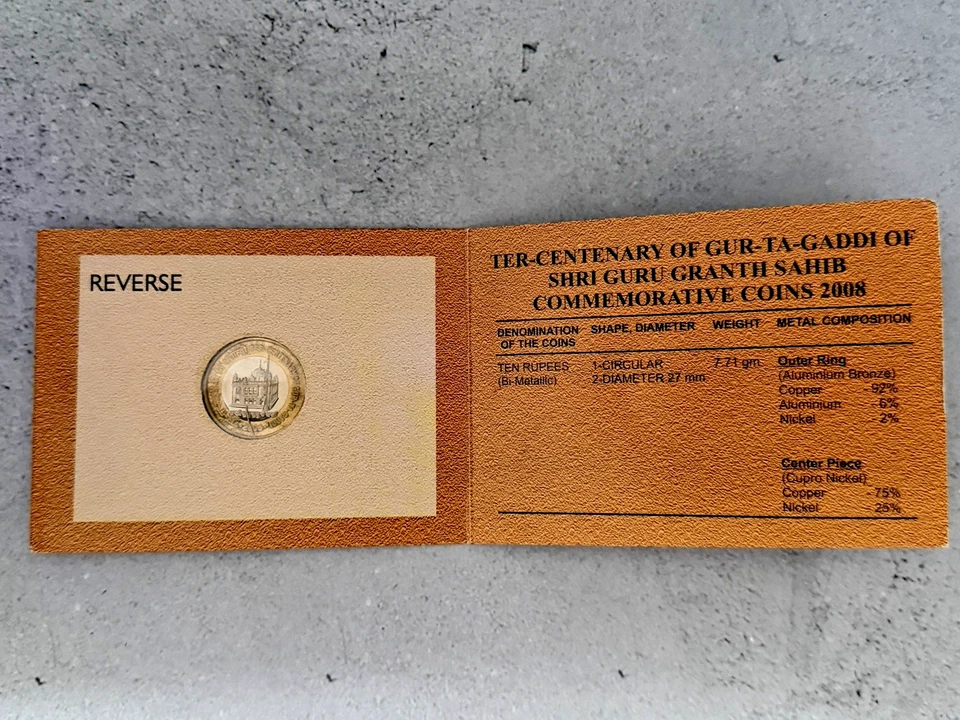 REVERSE
TER-CENTENARY OF GUR-TA-GADDI OF
SHRI GURU GRANTH SAHIB
COMMEMORATIVE COINS 2008
DENOMINATION OF THE COINS SHAPE, DIAMETER WEIGHT METAL COMPOSITION
TEN RUPEES 1-CIRCULAR 7.71 gm. Outer Ring
(Bi-Metallic) 2-DIAMETER 27 mm (Aluminium Bronze)
Copper - 92%
Aluminium - 6%
Nickel 2%
Center Piece
(Cupro Nickel)
Copper - 75%
Nickel - 25%